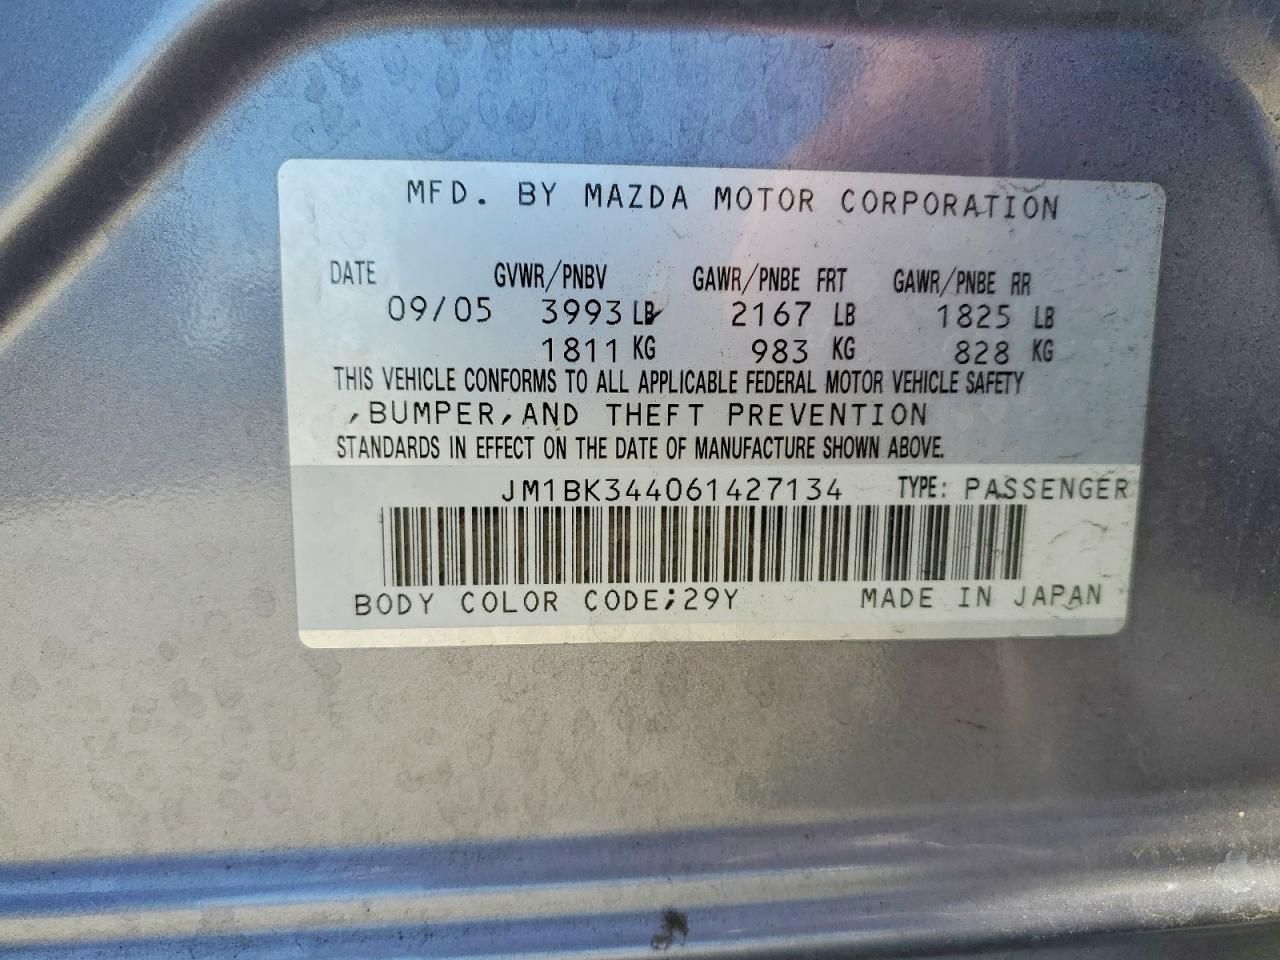 MFD. BY MAZDA MOTOR CORPORATION
DATE GVWR/PNBV GAWR/PNBE FRT GAWR/PNBE RR
09/05 3993 LB 2167 LB 1825 LB
1811 KG 983 KG 828 KG
THIS VEHICLE CONFORMS TO ALL APPLICABLE FEDERAL MOTOR VEHICLE SAFETY
,BUMPER,AND THEFT PREVENTION
STANDARDS IN EFFECT ON THE DATE OF MANUFACTURE SHOWN ABOVE.
JM1BK344061427134 TYPE: PASSENGER
BODY COLOR CODE;29Y MADE IN JAPAN